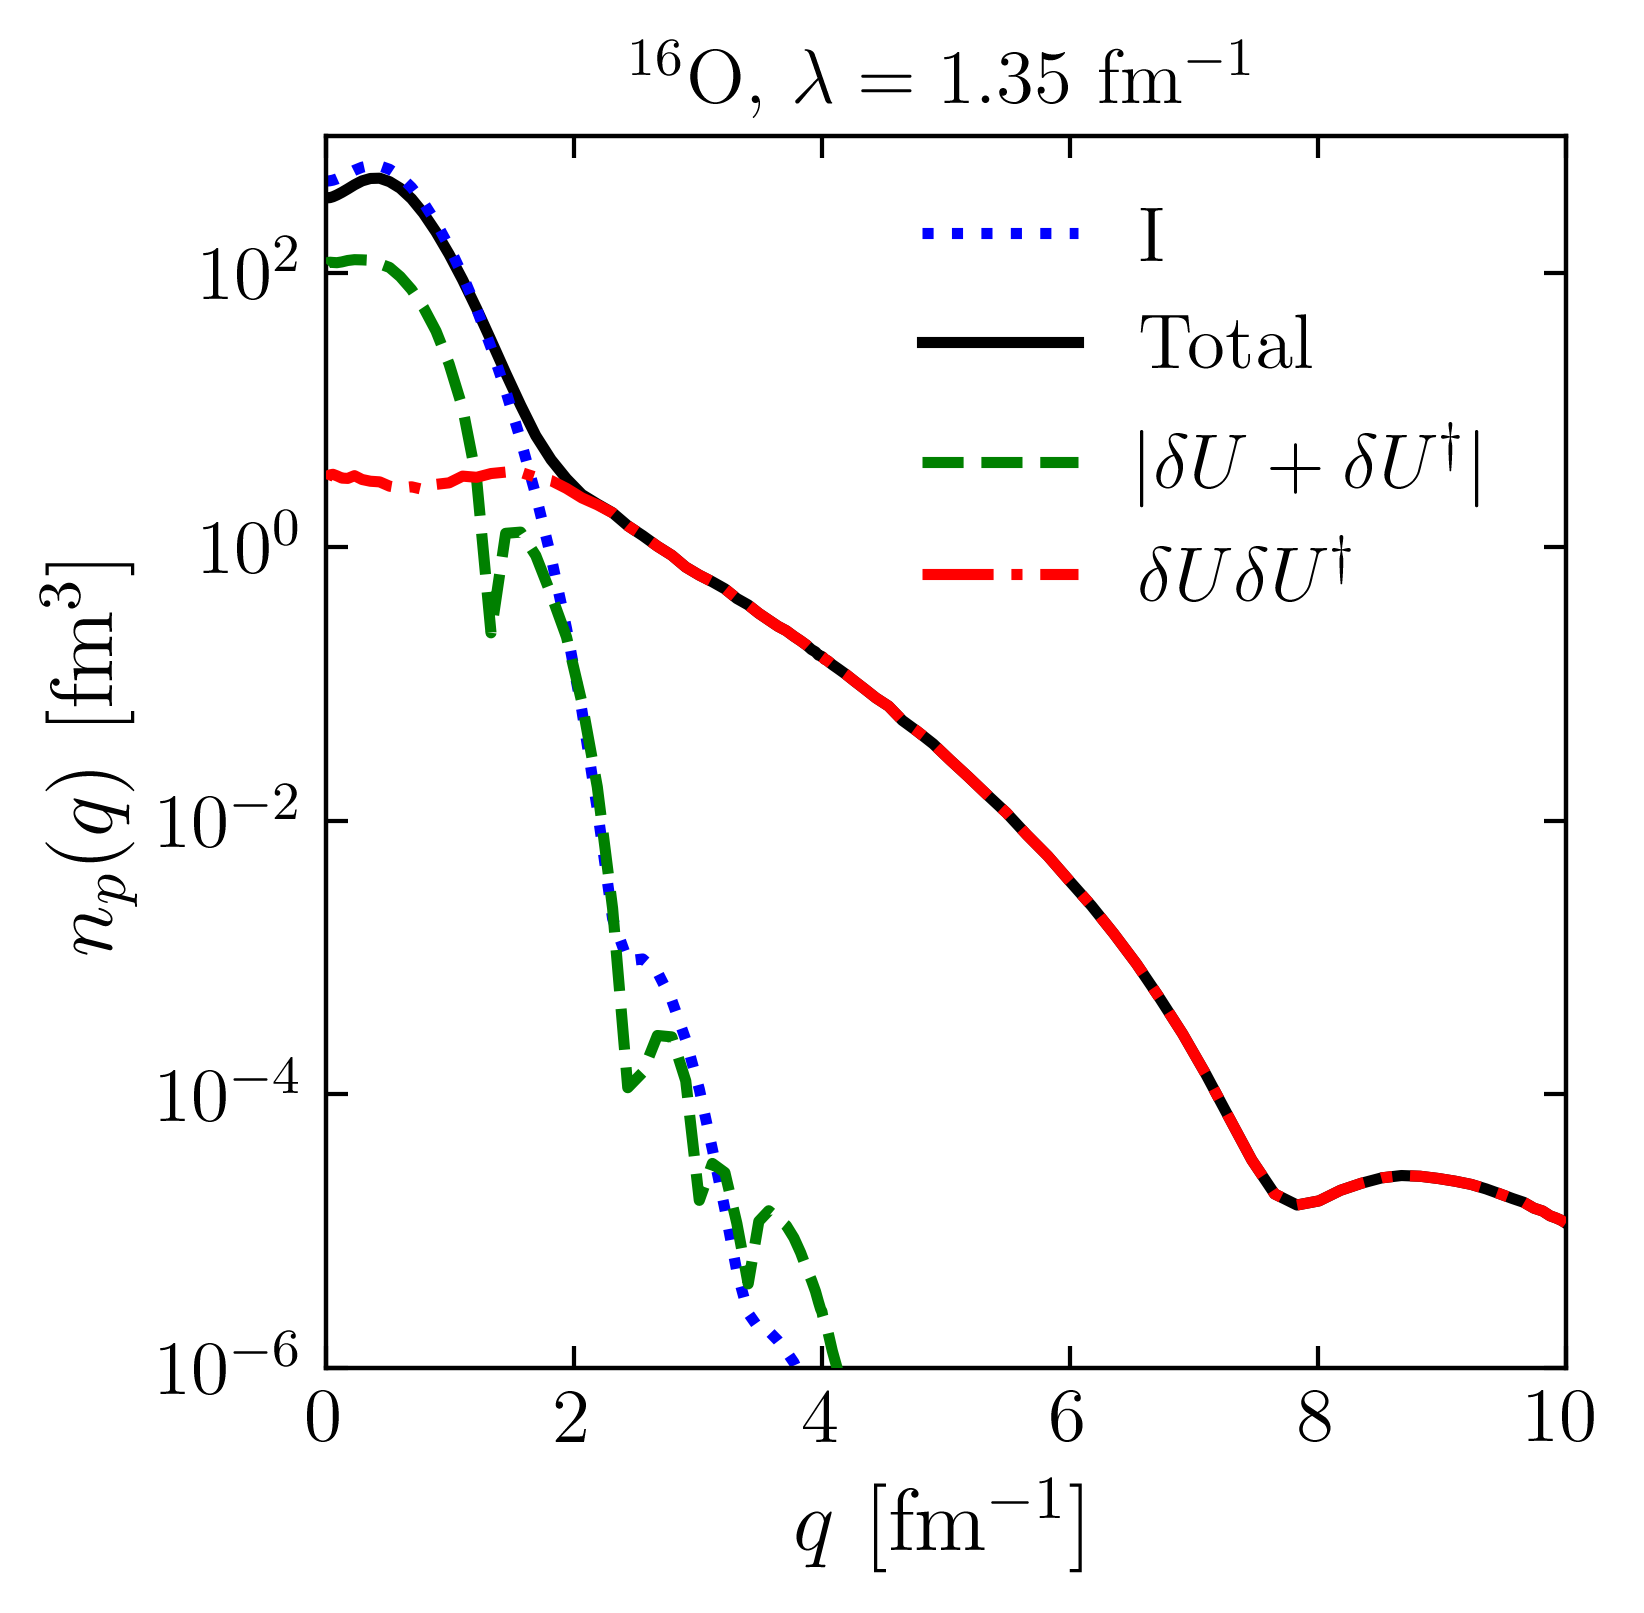 ¹⁶O, λ = 1.35 fm⁻¹
I
Total
|δU + δU†|
δUδU†
n_p(q) [fm³]
10²
10⁰
10⁻²
10⁻⁴
10⁻⁶
0 2 4 6 8 10
q [fm⁻¹]